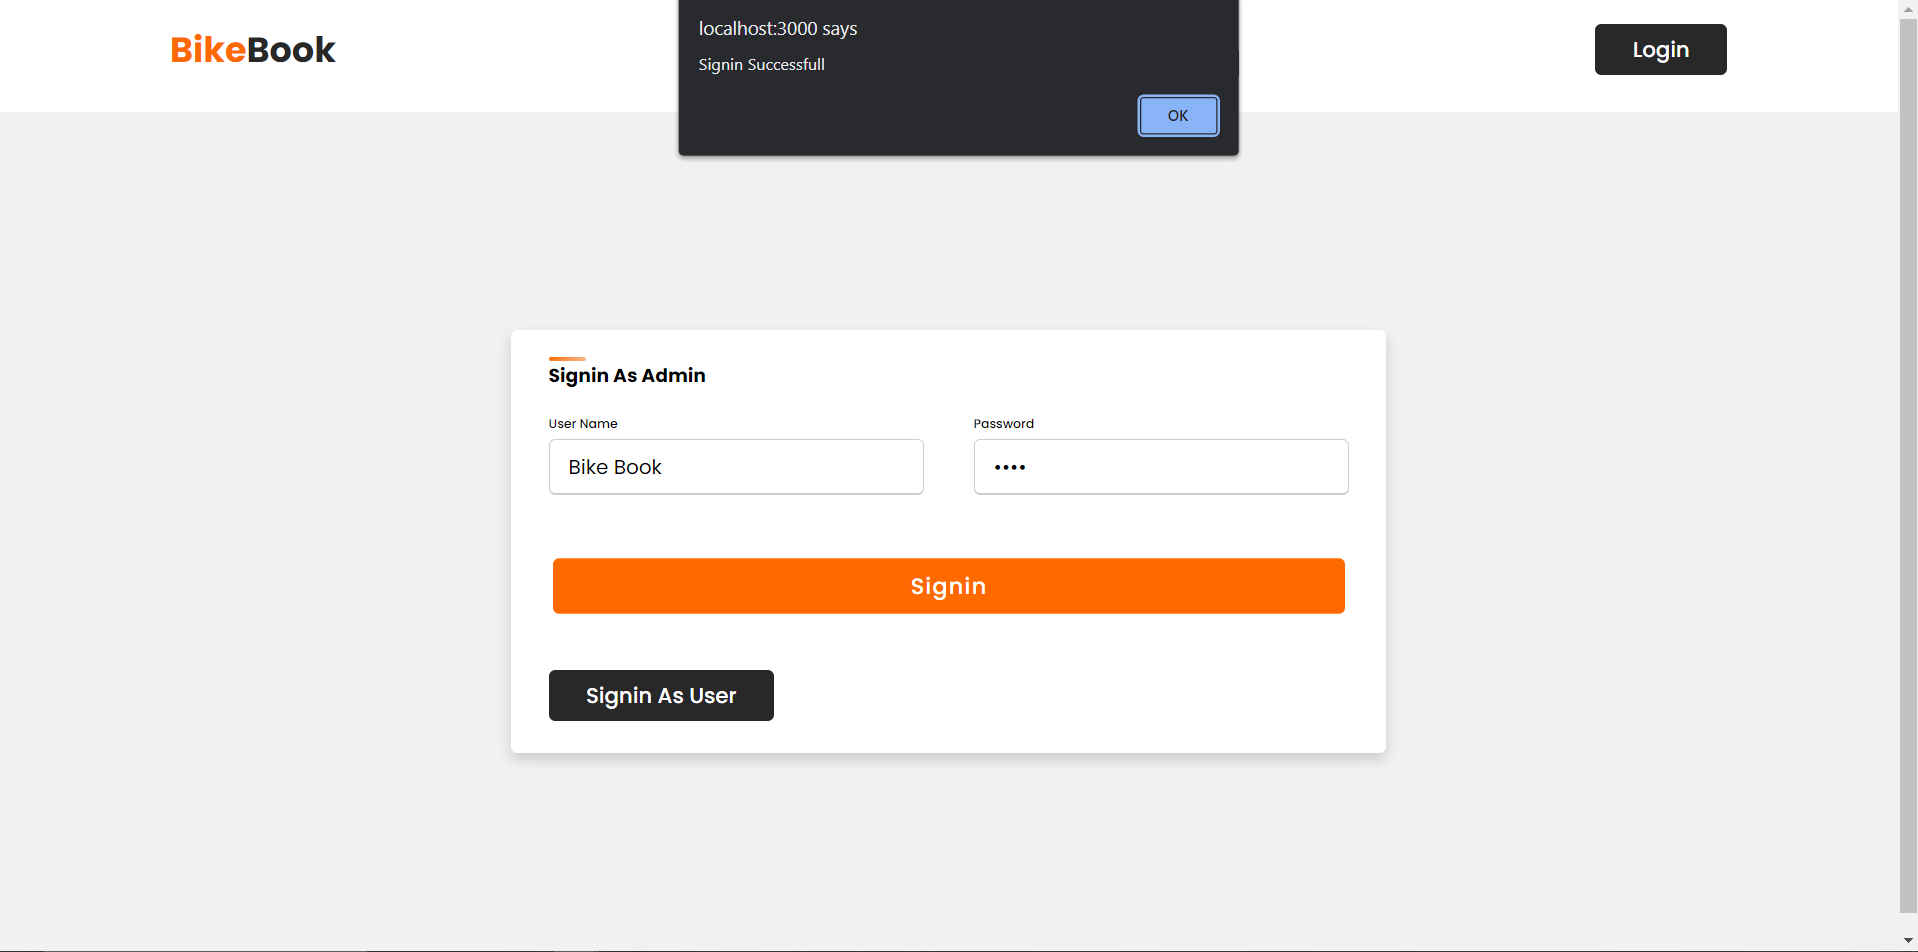 BikeBook
localhost:3000 says
Signin Successfull
OK
Login
Signin As Admin
User Name
Password
Bike Book
••••
Signin
Signin As User